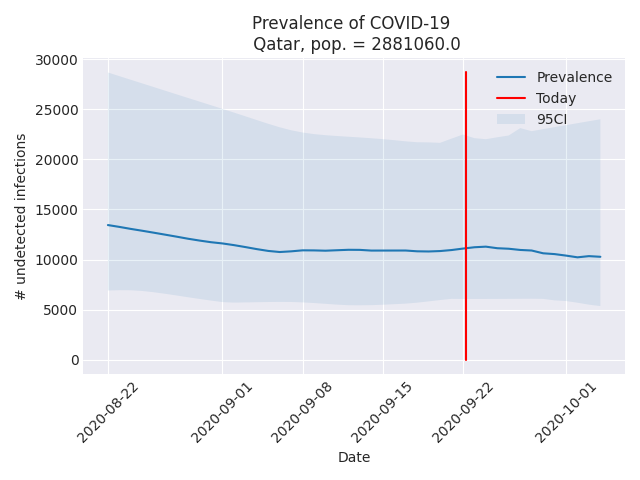 Prevalence of COVID-19
Qatar, pop. = 2881060.0
30000
25000
20000
15000
10000
5000
0
# undetected infections
Prevalence
Today
95CI
2020-08-22
2020-09-01
2020-09-08
2020-09-15
2020-09-22
2020-10-01
Date